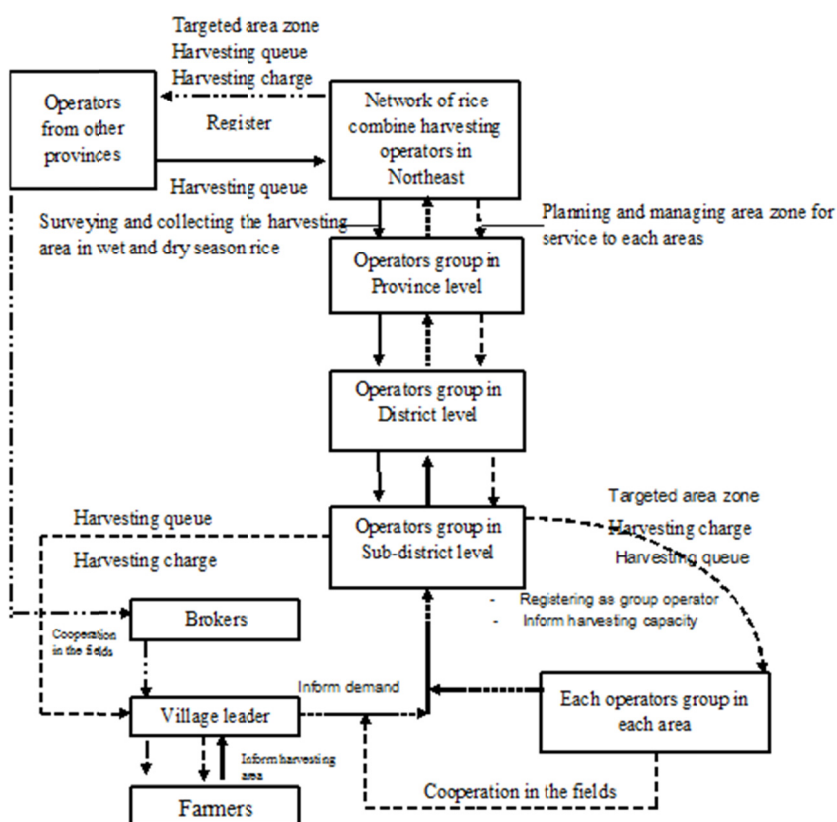 Targeted area zone
Harvesting queue
Harvesting charge
Operators
from other
provinces
Register
Harvesting queue
Network of rice
combine harvesting
operators in
Northeast
Surveying and collecting the harvesting
area in wet and dry season rice
Planning and managing area zone for
service to each areas
Operators group in
Province level
Operators group in
District level
Operators group in
Sub-district level
Harvesting queue
Harvesting charge
Targeted area zone
Harvesting charge
Harvesting queue
- Registering as group operator
- Inform harvesting capacity
Brokers
Cooperation
in the fields
Inform demand
Village leader
Each operators group in
each area
Inform harvesting
area
Cooperation in the fields
Farmers